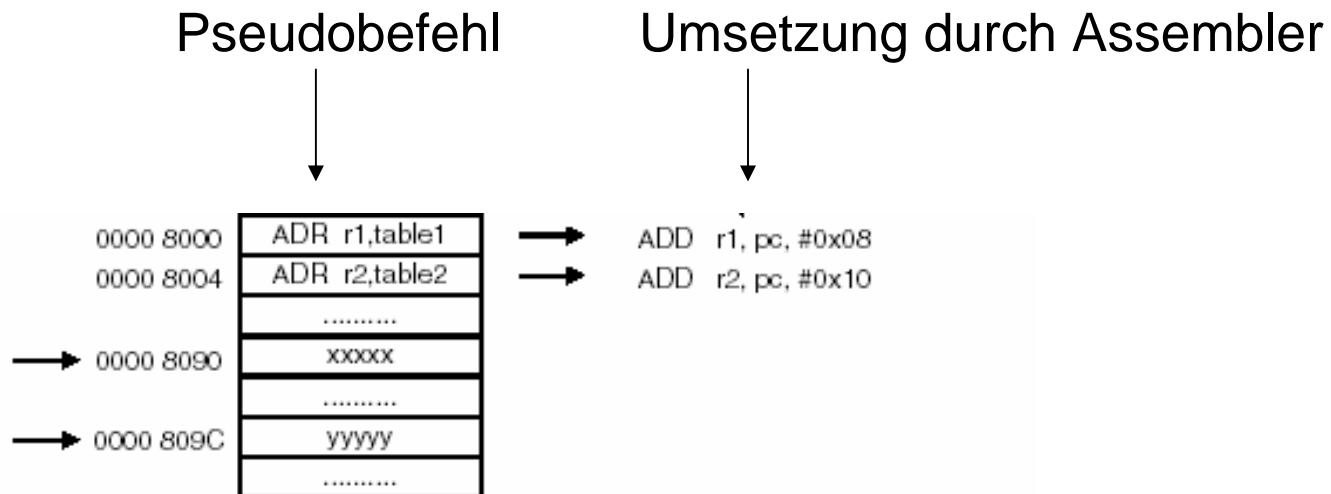 Pseudobefehl Umsetzung durch Assembler
0000 8000 ADR r1,table1 ADD r1, pc, #0x08
0000 8004 ADR r2,table2 ADD r2, pc, #0x10
..........
0000 8090 xxxxx
..........
0000 809C yyyyy
..........